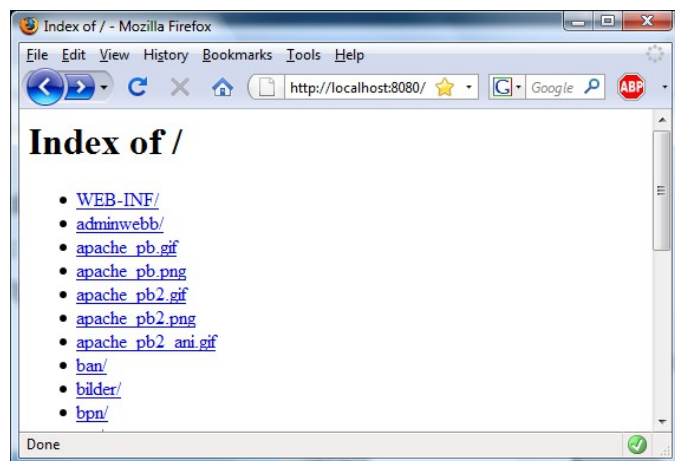 Index of / - Mozilla Firefox
File Edit View History Bookmarks Tools Help
http://localhost:8080/ G Google ABP
Index of /
WEB-INF/
adminwebb/
apache_pb.gif
apache_pb.png
apache_pb2.gif
apache_pb2.png
apache_pb2_ani.gif
ban/
bilder/
bpn/
Done